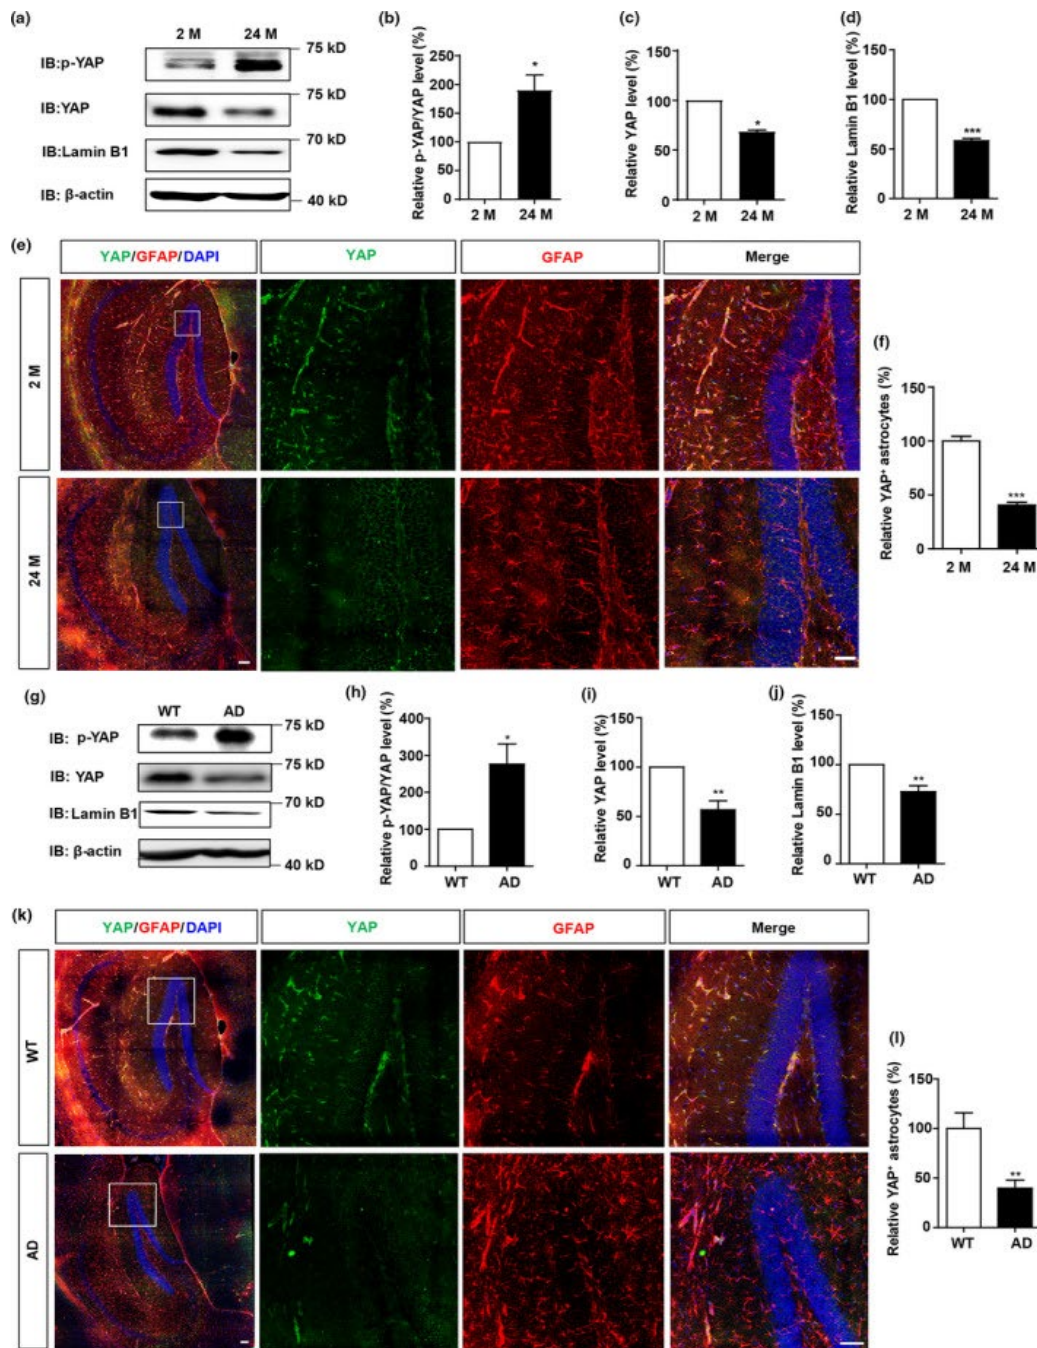 (a)
2 M 24 M
IB:p-YAP
75 kD
IB:YAP
75 kD
IB:Lamin B1
70 kD
IB: β-actin
40 kD
(b)
Relative p-YAP/YAP level (%)
250
200
150
100
50
0
*
2 M 24 M
(c)
Relative YAP level (%)
150
100
50
0
*
2 M 24 M
(d)
Relative Lamin B1 level (%)
150
100
50
0
***
2 M 24 M
(e)
YAP/GFAP/DAPI YAP GFAP Merge
2 M
24 M
(f)
Relative YAP⁺ astrocytes (%)
150
100
50
0
***
2 M 24 M
(g)
WT AD
IB: p-YAP
75 kD
IB: YAP
75 kD
IB:Lamin B1
70 kD
IB: β-actin
40 kD
(h)
Relative p-YAP/YAP level (%)
400
300
200
100
0
*
WT AD
(i)
Relative YAP level (%)
150
100
50
0
**
WT AD
(j)
Relative Lamin B1 level (%)
150
100
50
0
**
WT AD
(k)
YAP/GFAP/DAPI YAP GFAP Merge
WT
AD
(l)
Relative YAP⁺ astrocytes (%)
150
100
50
0
**
WT AD